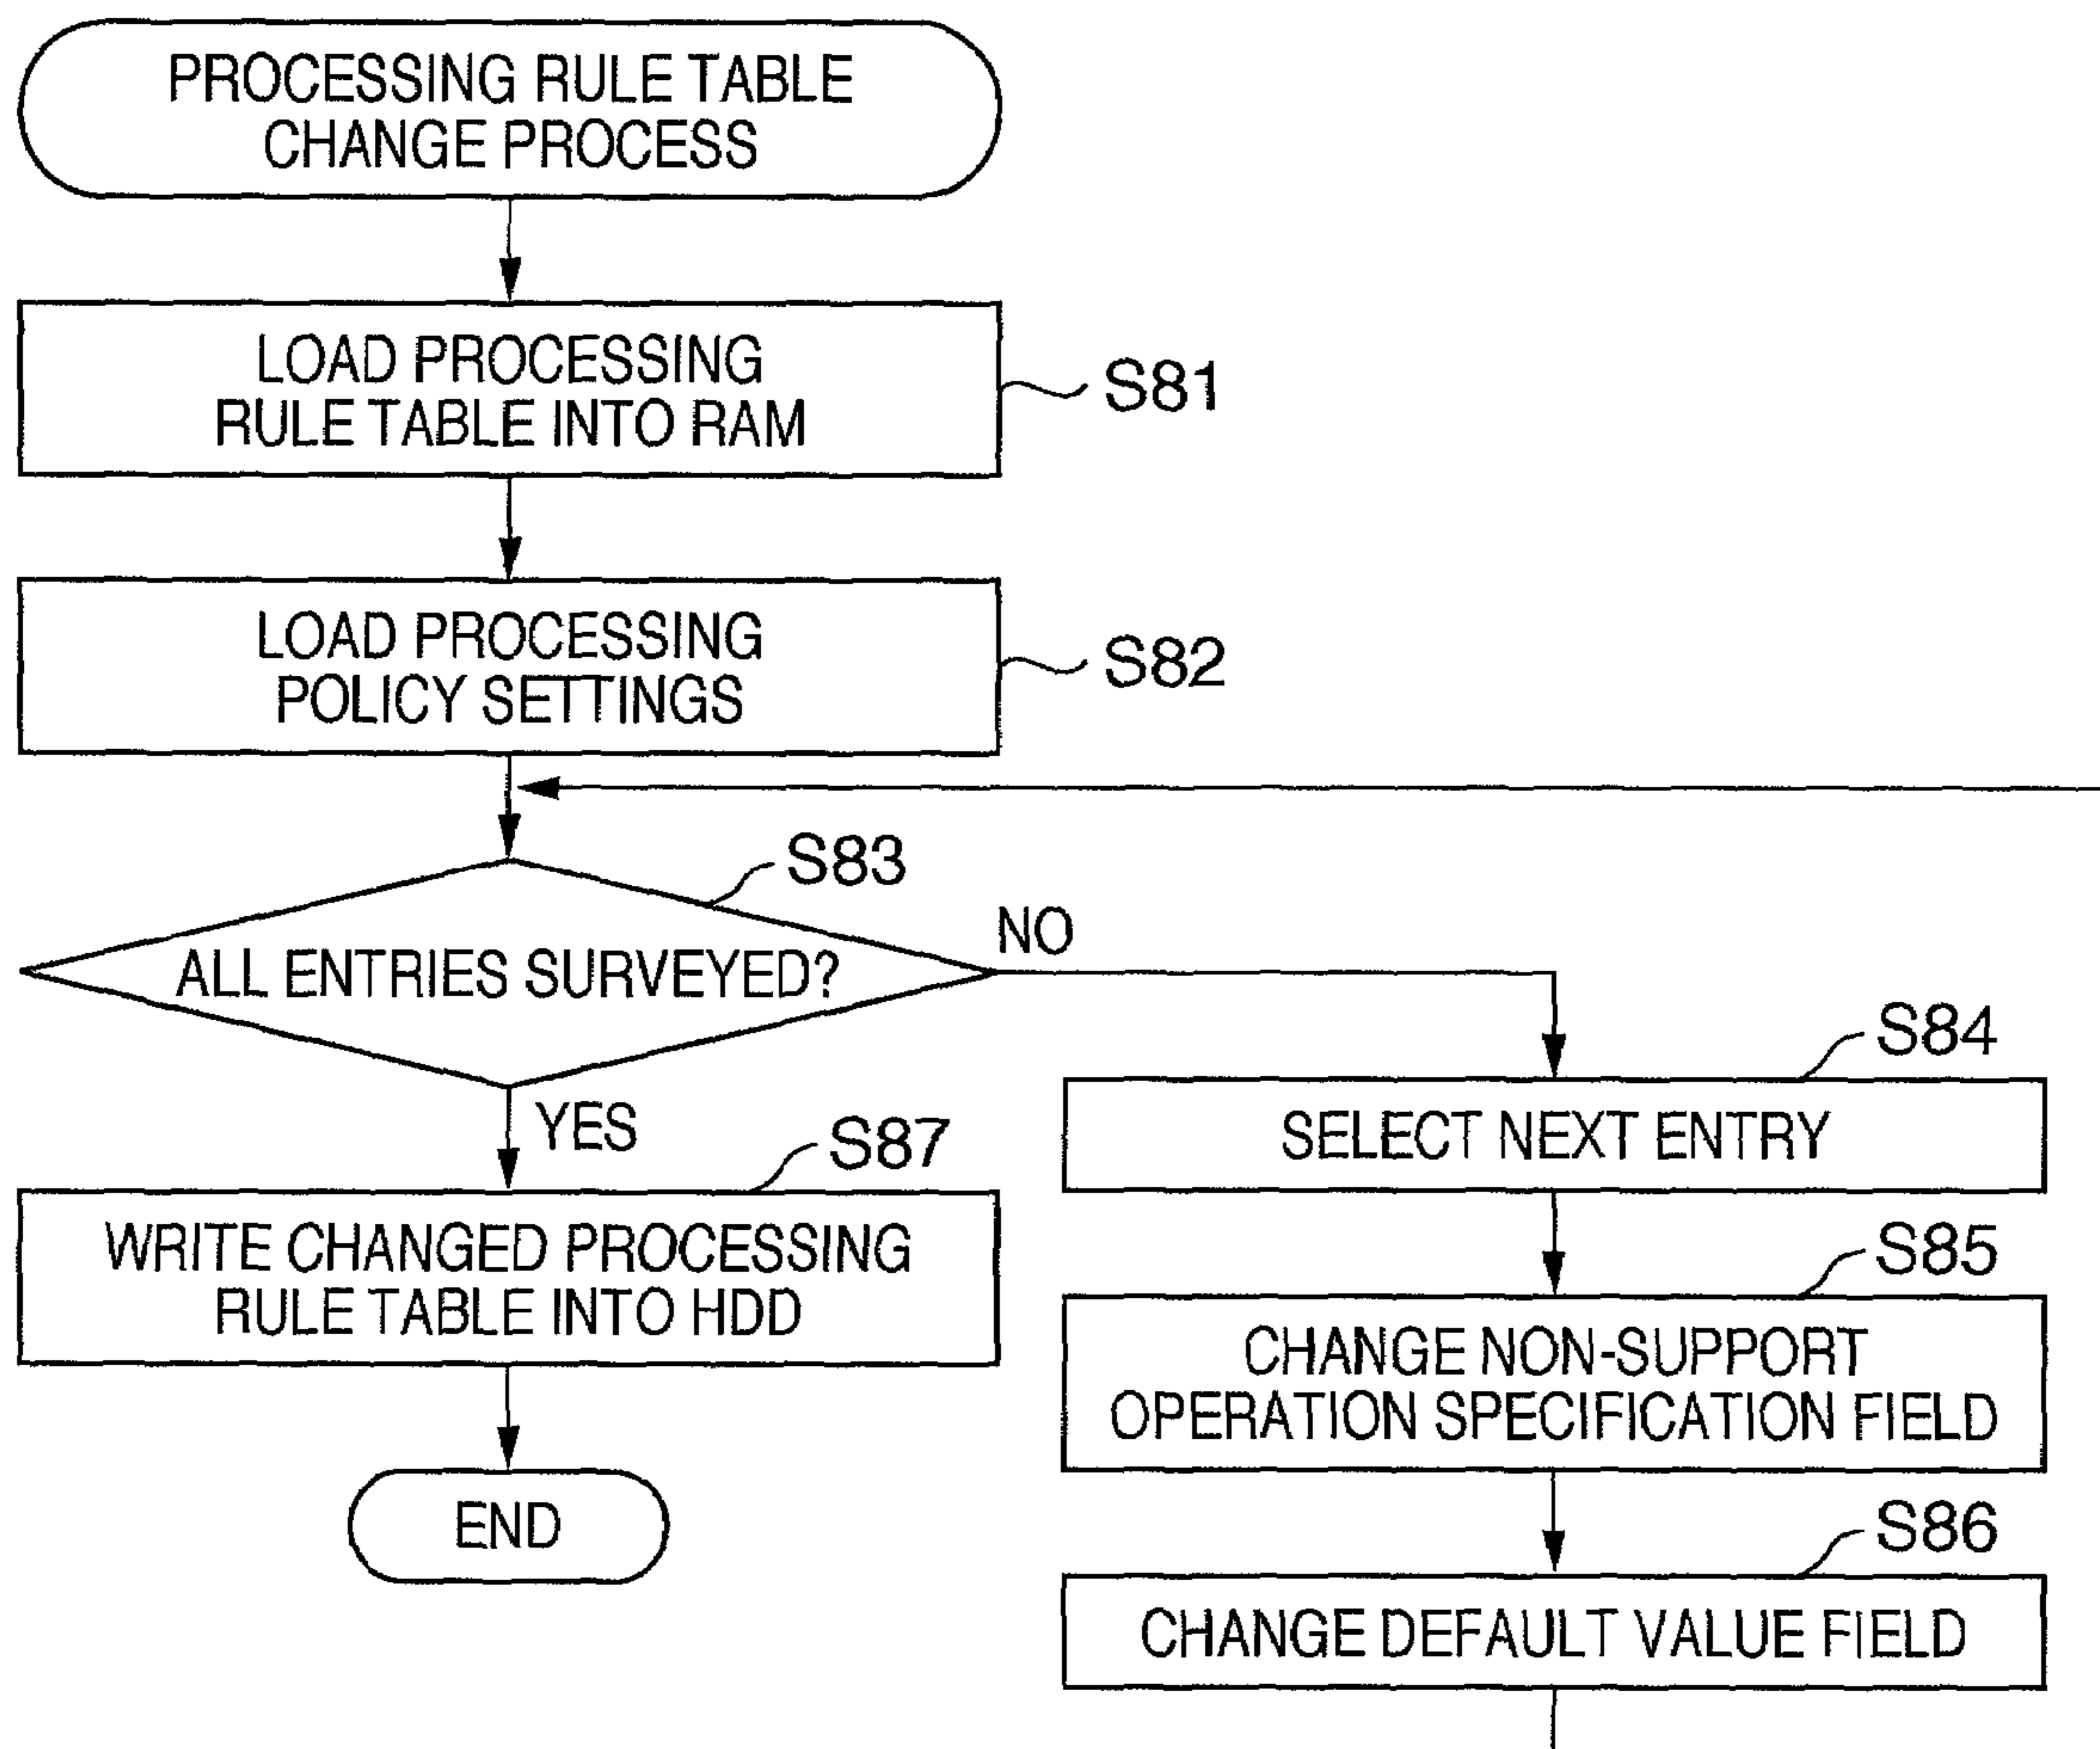 PROCESSING RULE TABLE
CHANGE PROCESS
LOAD PROCESSING
RULE TABLE INTO RAM
S81
LOAD PROCESSING
POLICY SETTINGS
S82
S83
ALL ENTRIES SURVEYED?
NO
YES
S84
SELECT NEXT ENTRY
S85
CHANGE NON-SUPPORT
OPERATION SPECIFICATION FIELD
S86
CHANGE DEFAULT VALUE FIELD
S87
WRITE CHANGED PROCESSING
RULE TABLE INTO HDD
END